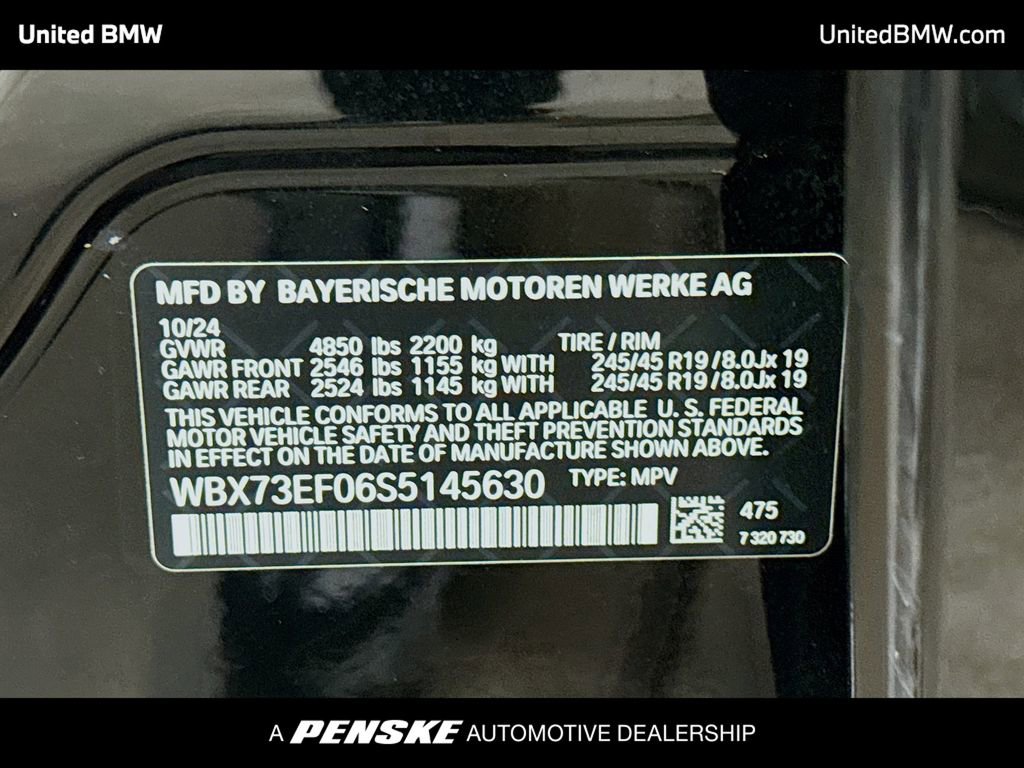 United BMW
UnitedBMW.com
MFD BY BAYERISCHE MOTOREN WERKE AG
10/24
GVWR 4850 lbs 2200 kg TIRE / RIM
GAWR FRONT 2546 lbs 1155 kg WITH 245/45 R19 /8.0Jx 19
GAWR REAR 2524 lbs 1145 kg WITH 245/45 R19 /8.0Jx 19
THIS VEHICLE CONFORMS TO ALL APPLICABLE U. S. FEDERAL
MOTOR VEHICLE SAFETY AND THEFT PREVENTION STANDARDS
IN EFFECT ON THE DATE OF MANUFACTURE SHOWN ABOVE.
WBX73EF06S5145630 TYPE: MPV
475
7 320 730
A PENSKE AUTOMOTIVE DEALERSHIP